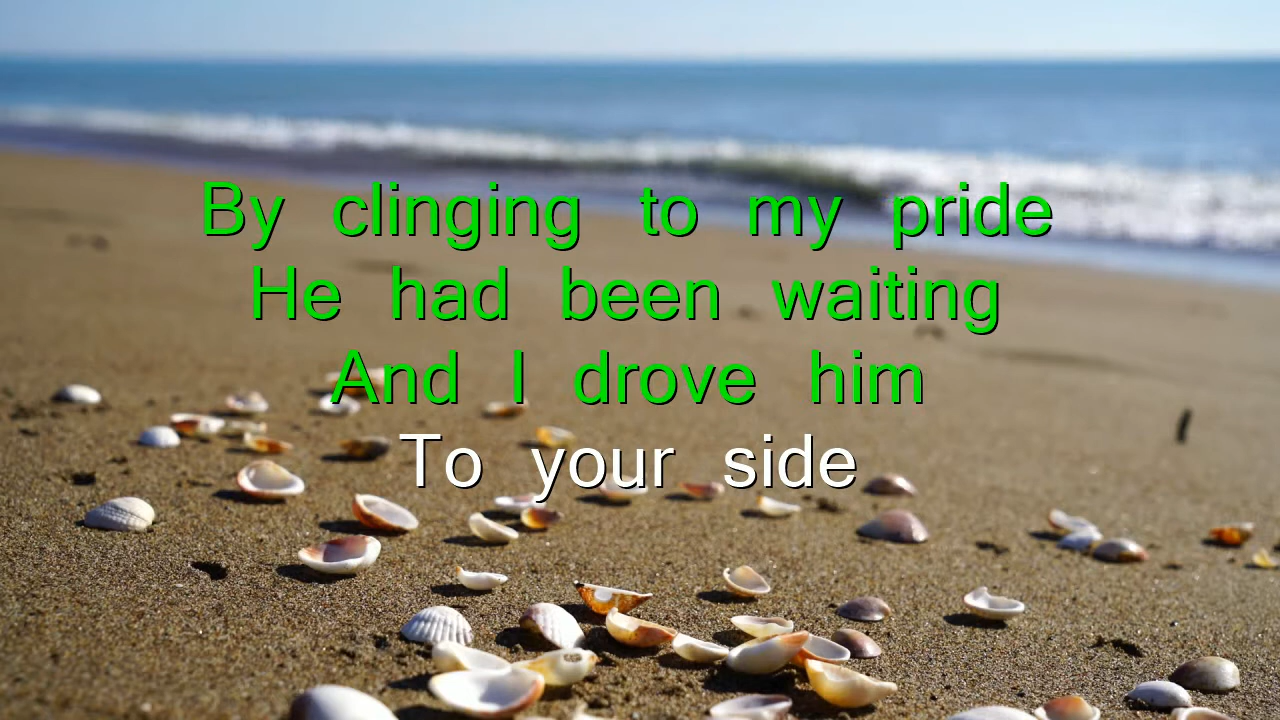 By clinging to my pride
He had been waiting
And I drove him
To your side